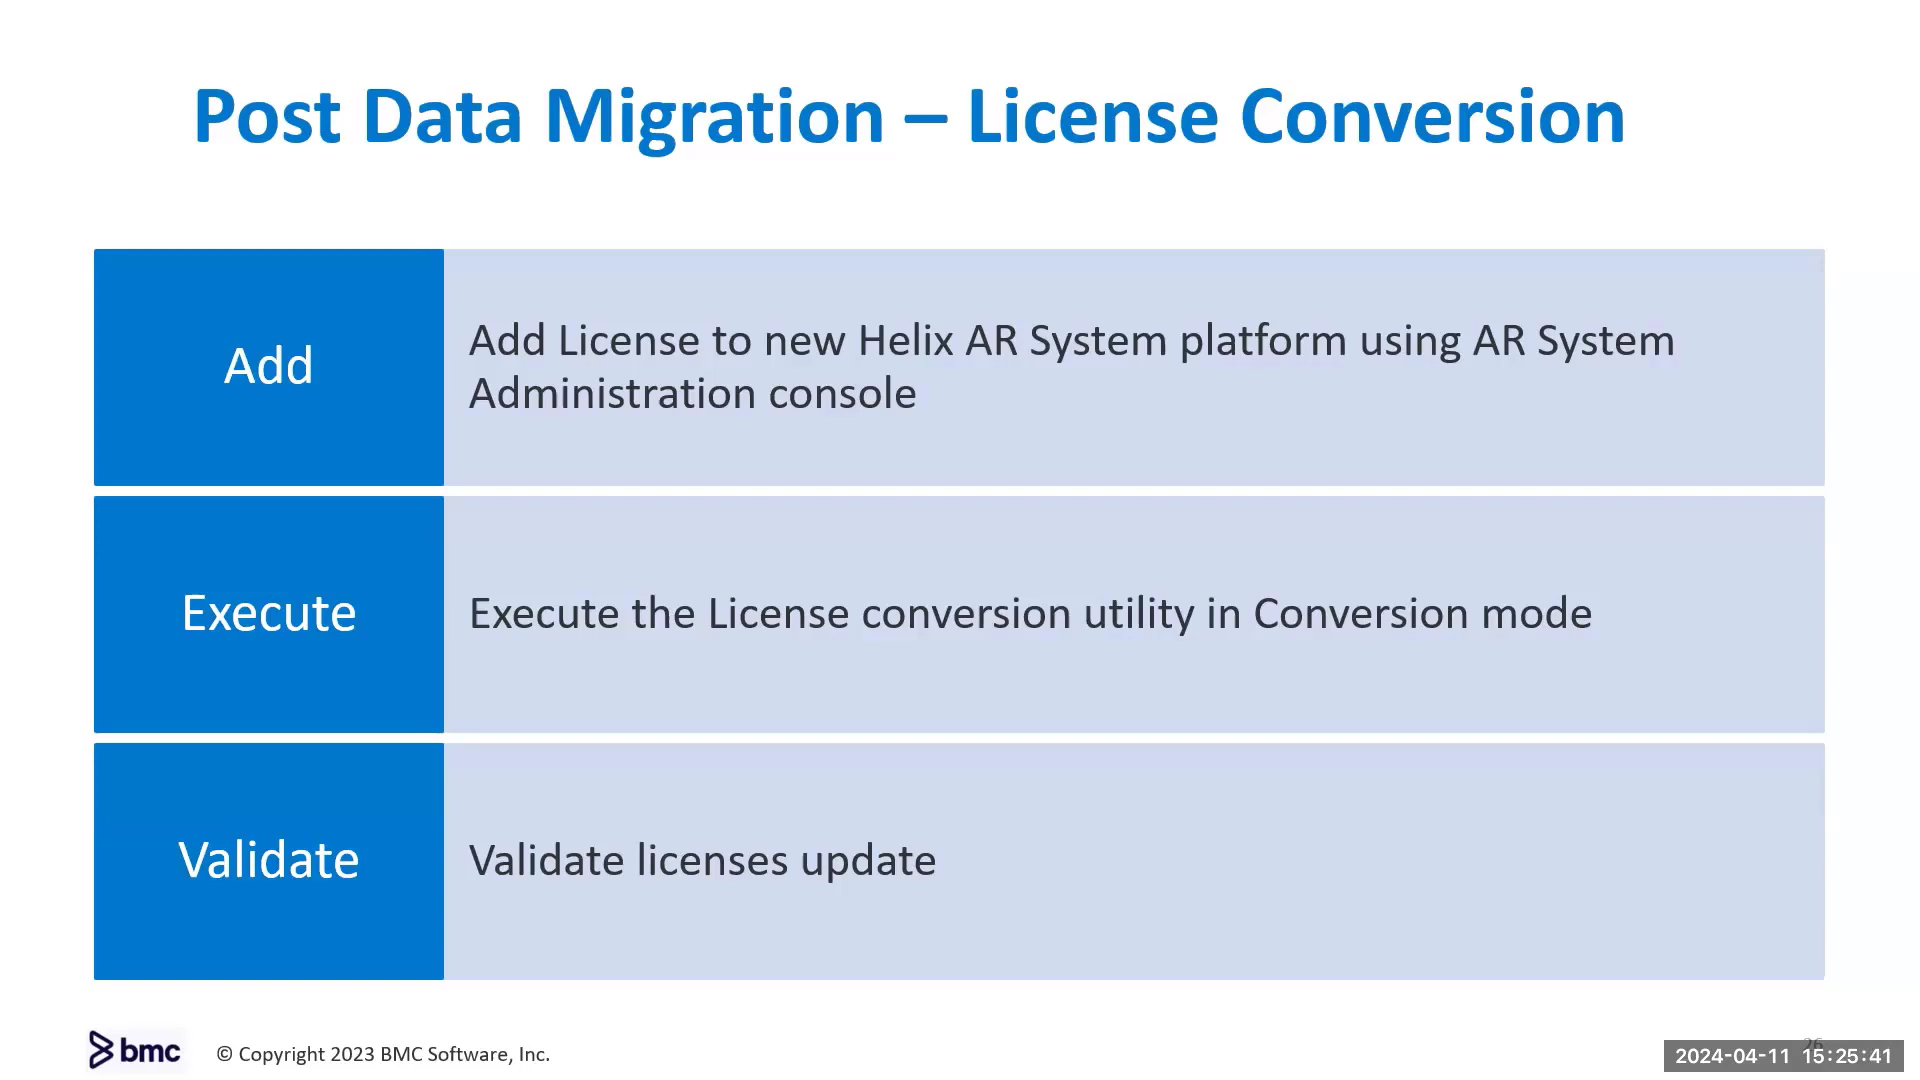 Post Data Migration – License Conversion
Add
Add License to new Helix AR System platform using AR System
Administration console
Execute
Execute the License conversion utility in Conversion mode
Validate
Validate licenses update
bmc
© Copyright 2023 BMC Software, Inc.
26
2024-04-11 15:25:41